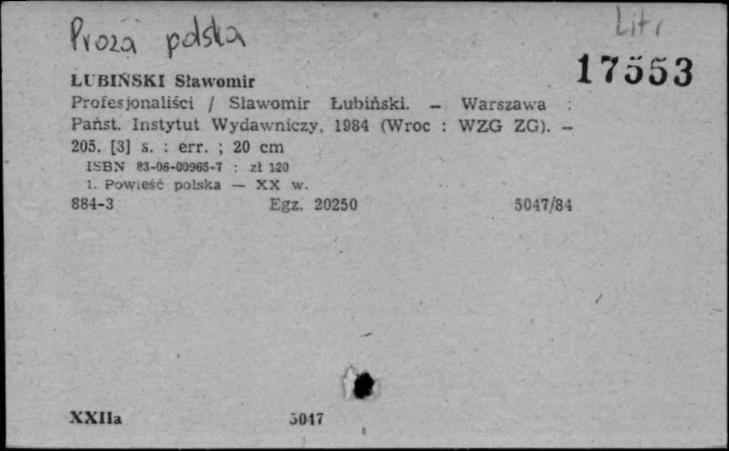 Proza polska
Lit.
17553
ŁUBIŃSKI Sławomir
Profesjonaliści / Sławomir Łubiński. — Warszawa :
Państ. Instytut Wydawniczy, 1984 (Wroc : WZG ZG). —
205, [3] s. : err. ; 20 cm
ISBN 83-06-00965-7 : zł 120
1. Powieść polska — XX w.
884-3 Egz. 20250 5047/84
XXIIa 5047